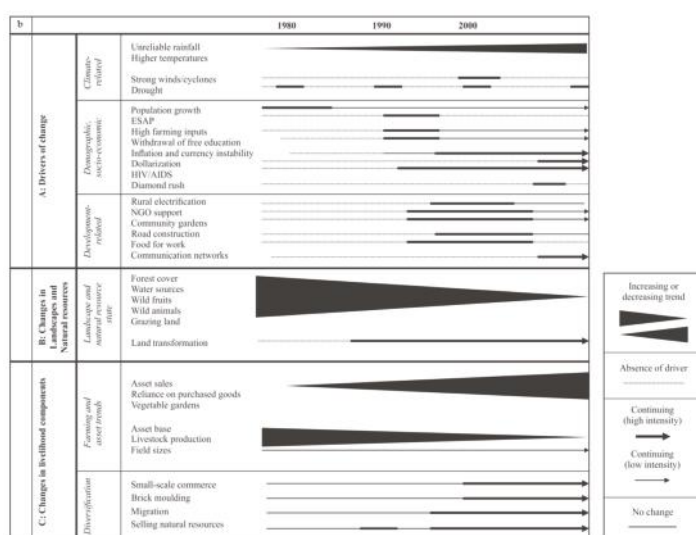 b
1980 1990 2000
A: Drivers of change
Climate-
related
Unreliable rainfall
Higher temperatures
Strong winds/cyclones
Drought
Demographic,
socio-economic
Population growth
ESAP
High farming inputs
Withdrawal of free education
Inflation and currency instability
Dollarization
HIV/AIDS
Diamond rush
Development-
related
Rural electrification
NGO support
Community gardens
Road construction
Food for work
Communication networks
B: Changes in
Landscapes and
Natural resources
Landscape and
natural resource
state
Forest cover
Water sources
Wild fruits
Wild animals
Grazing land
Land transformation
C: Changes in livelihood components
Farming and
asset trends
Asset sales
Reliance on purchased goods
Vegetable gardens
Asset base
Livestock production
Field sizes
Diversification
Small-scale commerce
Brick moulding
Migration
Selling natural resources
Increasing or
decreasing trend
Absence of driver
Continuing
(high intensity)
Continuing
(low intensity)
No change